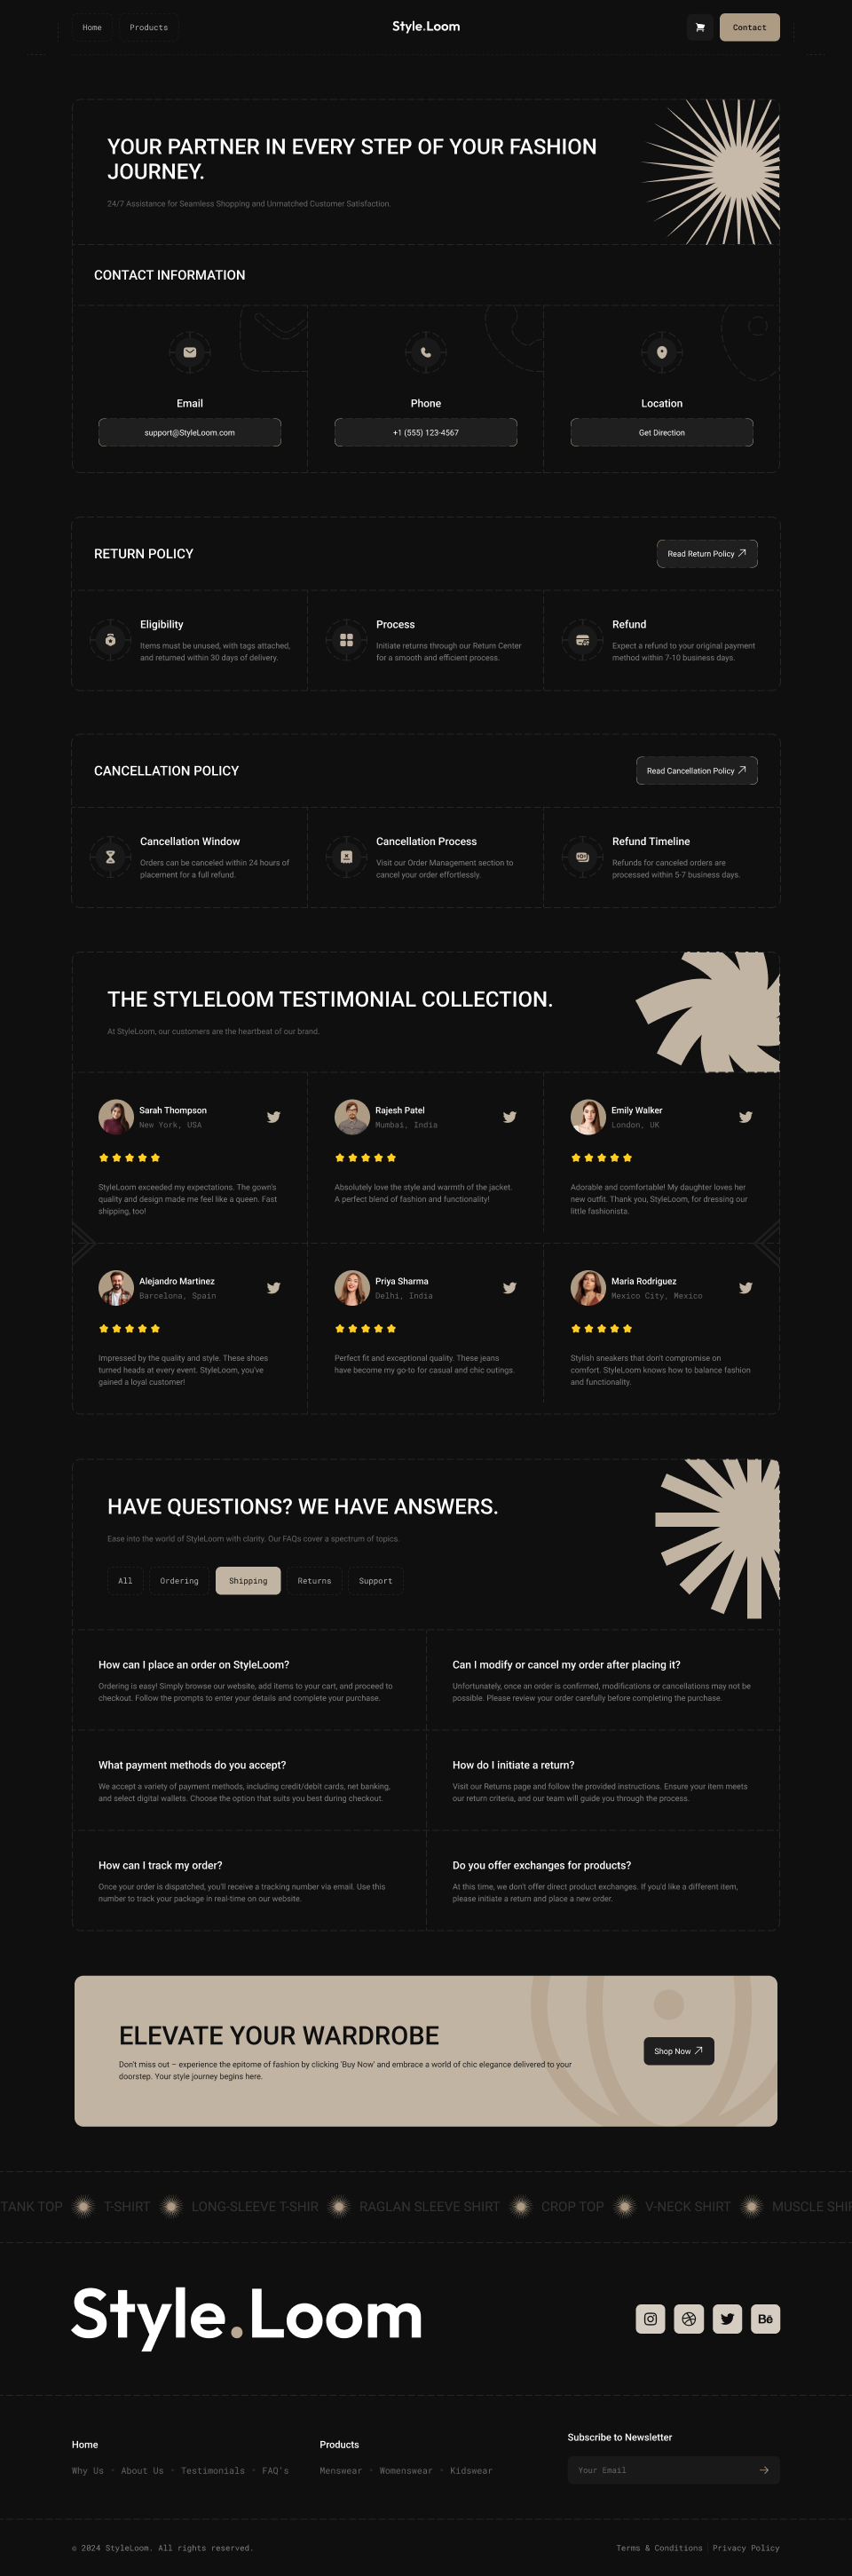 Home
Products
Style.Loom
Contact
YOUR PARTNER IN EVERY STEP OF YOUR FASHION
JOURNEY.
24/7 Assistance for Seamless Shopping and Unmatched Customer Satisfaction.
CONTACT INFORMATION
Email
support@StyleLoom.com
Phone
+1 (555) 123-4567
Location
Get Direction
RETURN POLICY
Read Return Policy
Eligibility
Items must be unused, with tags attached,
and returned within 30 days of delivery.
Process
Initiate returns through our Return Center
for a smooth and efficient process.
Refund
Expect a refund to your original payment
method within 7-10 business days.
CANCELLATION POLICY
Read Cancellation Policy
Cancellation Window
Orders can be canceled within 24 hours of
placement for a full refund.
Cancellation Process
Visit our Order Management section to
cancel your order effortlessly.
Refund Timeline
Refunds for canceled orders are
processed within 5-7 business days.
THE STYLELOOM TESTIMONIAL COLLECTION.
At StyleLoom, our customers are the heartbeat of our brand.
Sarah Thompson
New York, USA
StyleLoom exceeded my expectations. The gown's
quality and design made me feel like a queen. Fast
shipping, too!
Rajesh Patel
Mumbai, India
Absolutely love the style and warmth of the jacket.
A perfect blend of fashion and functionality!
Emily Walker
London, UK
Adorable and comfortable! My daughter loves her
new outfit. Thank you, StyleLoom, for dressing our
little fashionista.
Alejandro Martinez
Barcelona, Spain
Impressed by the quality and style. These shoes
turned heads at every event. StyleLoom, you've
gained a loyal customer!
Priya Sharma
Delhi, India
Perfect fit and exceptional quality. These jeans
have become my go-to for casual and chic outings.
Maria Rodriguez
Mexico City, Mexico
Stylish sneakers that don't compromise on
comfort. StyleLoom knows how to balance fashion
and functionality.
HAVE QUESTIONS? WE HAVE ANSWERS.
Ease into the world of StyleLoom with clarity. Our FAQs cover a spectrum of topics.
All
Ordering
Shipping
Returns
Support
How can I place an order on StyleLoom?
Ordering is easy! Simply browse our website, add items to your cart, and proceed to
checkout. Follow the prompts to enter your details and complete your purchase.
Can I modify or cancel my order after placing it?
Unfortunately, once an order is confirmed, modifications or cancellations may not be
possible. Please review your order carefully before completing the purchase.
What payment methods do you accept?
We accept a variety of payment methods, including credit/debit cards, net banking,
and select digital wallets. Choose the option that suits you best during checkout.
How do I initiate a return?
Visit our Returns page and follow the provided instructions. Ensure your item meets
our return criteria, and our team will guide you through the process.
How can I track my order?
Once your order is dispatched, you'll receive a tracking number via email. Use this
number to track your package in real-time on our website.
Do you offer exchanges for products?
At this time, we don't offer direct product exchanges. If you'd like a different item,
please initiate a return and place a new order.
ELEVATE YOUR WARDROBE
Don't miss out – experience the epitome of fashion by clicking 'Buy Now' and embrace a world of chic elegance delivered to your
doorstep. Your style journey begins here.
Shop Now
TANK TOP T-SHIRT LONG-SLEEVE T-SHIR RAGLAN SLEEVE SHIRT CROP TOP V-NECK SHIRT MUSCLE SHIR
Style.Loom
Bē
Home
Why Us
About Us
Testimonials
FAQ's
Products
Menswear
Womenswear
Kidswear
Subscribe to Newsletter
Your Email
© 2024 StyleLoom. All rights reserved.
Terms & Conditions
Privacy Policy